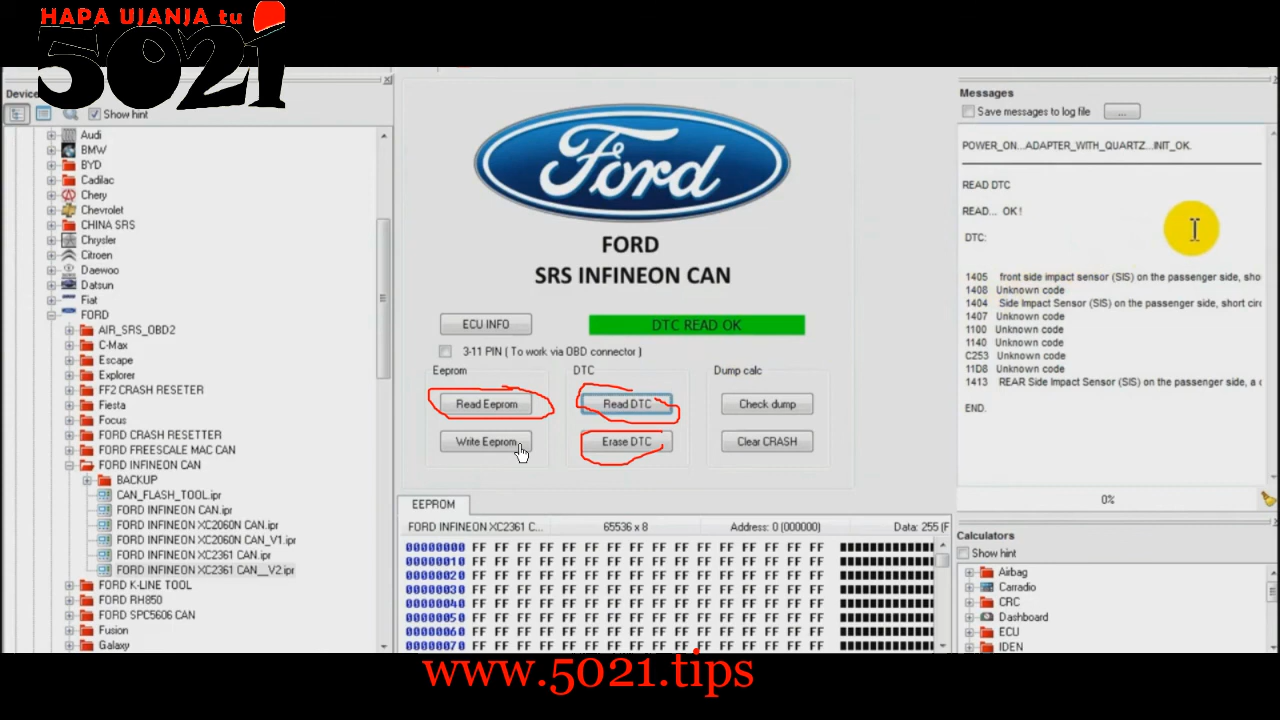 HAPA UJANJA tu
5021
Device
Show hint
Audi
BMW
BYD
Cadilac
Chery
Chevrolet
CHINA SRS
Chrysler
Citroen
Daewoo
Datsun
Fiat
FORD
AIR_SRS_OBD2
C-Max
Escape
Explorer
FF2 CRASH RESETER
Fiesta
Focus
FORD CRASH RESETTER
FORD FREESCALE MAC CAN
FORD INFINEON CAN
BACKUP
CAN_FLASH_TOOL.ipr
FORD INFINEON CAN.ipr
FORD INFINEON XC2060N CAN.ipr
FORD INFINEON XC2060N CAN_V1.ipr
FORD INFINEON XC2361 CAN.ipr
FORD INFINEON XC2361 CAN__V2.ipr
FORD K-LINE TOOL
FORD RH850
FORD SPC5606 CAN
Fusion
Galaxy
Ford
FORD
SRS INFINEON CAN
ECU INFO
DTC READ OK
3-11 PIN ( To work via OBD connector )
Eeprom
DTC
Dump calc
Read Eeprom
Read DTC
Check dump
Write Eeprom
Erase DTC
Clear CRASH
EEPROM
FORD INFINEON XC2361 C... 65536 x 8 Address: 0 (000000) Data: 255 (F
00000000 FF FF FF FF FF FF FF FF FF FF FF FF FF FF FF FF
00000010 FF FF FF FF FF FF FF FF FF FF FF FF FF FF FF FF
00000020 FF FF FF FF FF FF FF FF FF FF FF FF FF FF FF FF
00000030 FF FF FF FF FF FF FF FF FF FF FF FF FF FF FF FF
00000040 FF FF FF FF FF FF FF FF FF FF FF FF FF FF FF FF
00000050 FF FF FF FF FF FF FF FF FF FF FF FF FF FF FF FF
00000060 FF FF FF FF FF FF FF FF FF FF FF FF FF FF FF FF
00000070 FF FF FF FF FF FF FF FF FF FF FF FF FF FF FF FF
Messages
Save messages to log file ...
POWER_ON...ADAPTER_WITH_QUARTZ...INIT_OK.
READ DTC
READ... OK!
DTC:
1405 front side impact sensor (SIS) on the passenger side, sho
1408 Unknown code
1404 Side Impact Sensor (SIS) on the passenger side, short circ
1407 Unknown code
1100 Unknown code
1140 Unknown code
C253 Unknown code
11D8 Unknown code
1413 REAR Side Impact Sensor (SIS) on the passenger side, a c
END.
0%
Calculators
Show hint
Airbag
Carradio
CRC
Dashboard
ECU
IDEN
www.5021.tips